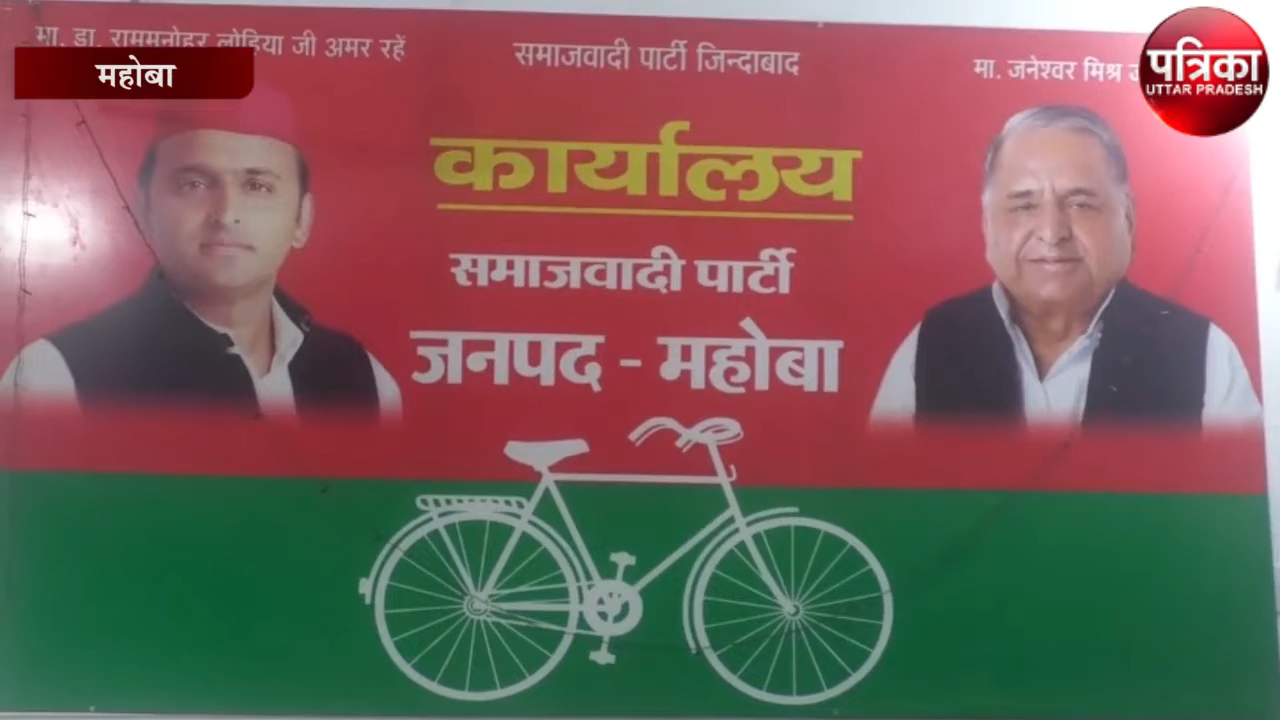 मा. डा. राममनोहर लोहिया जी अमर रहें
समाजवादी पार्टी जिन्दाबाद
मा. जनेश्वर मिश्र
महोबा
पत्रिका
UTTAR PRADESH
कार्यालय
समाजवादी पार्टी
जनपद - महोबा